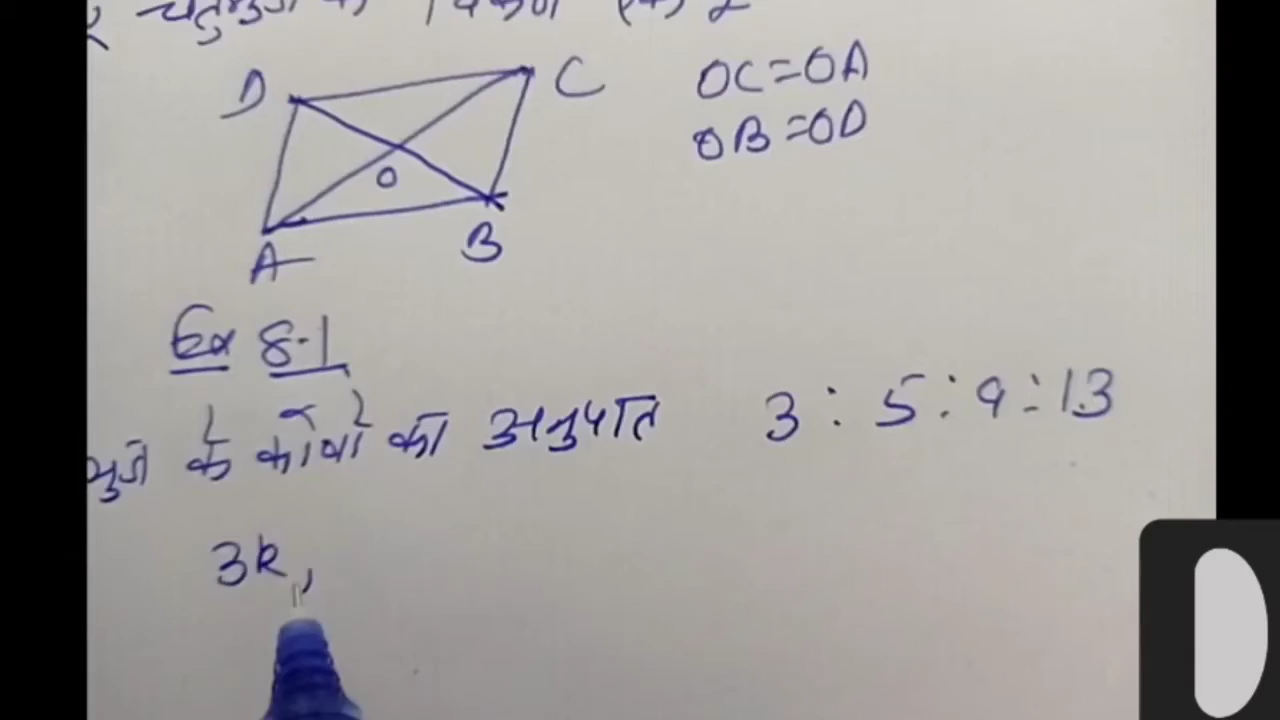 D
C
OC=OA
OB=OD
O
A
B
Ex 8.1
के कोणों का अनुपात 3 : 5 : 9 : 13
3k,